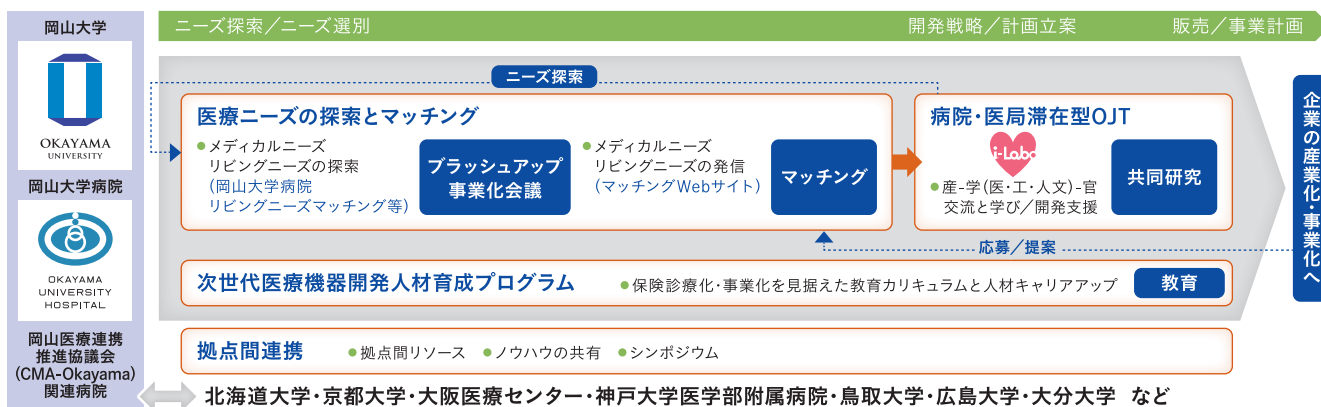 岡山大学
OKAYAMA
UNIVERSITY
岡山大学病院
OKAYAMA
UNIVERSITY
HOSPITAL
岡山医療連携
推進協議会
(CMA-Okayama)
関連病院
ニーズ探索／ニーズ選別
開発戦略／計画立案
販売／事業計画
ニーズ探索
医療ニーズの探索とマッチング
●メディカルニーズ
リビングニーズの探索
(岡山大学病院
リビングニーズマッチング等)
ブラッシュアップ
事業化会議
●メディカルニーズ
リビングニーズの発信
(マッチングWebサイト)
マッチング
病院・医局滞在型OJT
i-Labo
●産-学(医・工・人文)-官
交流と学び／開発支援
共同研究
応募／提案
次世代医療機器開発人材育成プログラム
●保険診療化・事業化を見据えた教育カリキュラムと人材キャリアアップ
教育
企業の産業化・事業化へ
拠点間連携
●拠点間リソース ●ノウハウの共有 ●シンポジウム
北海道大学・京都大学・大阪医療センター・神戸大学医学部附属病院・鳥取大学・広島大学・大分大学 など